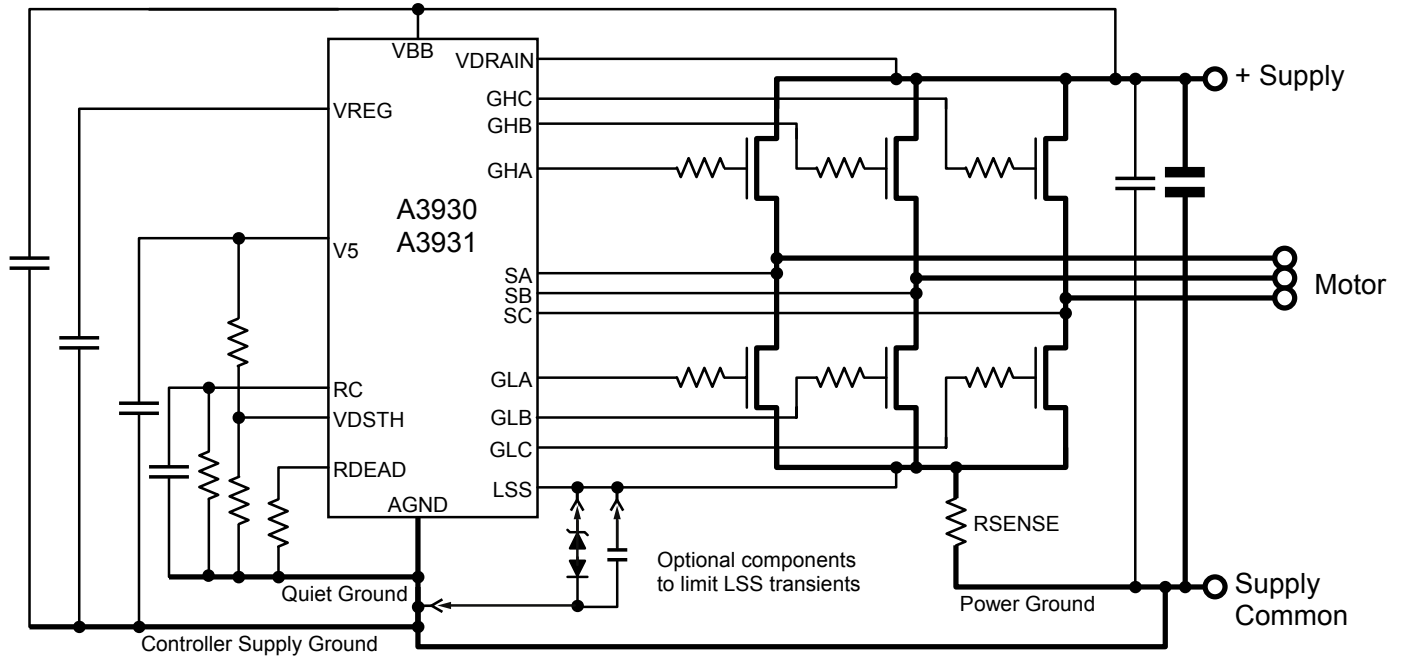 VBB
VDRAIN
+ Supply
VREG
GHC
GHB
GHA
A3930
A3931
V5
SA
SB
SC
Motor
GLA
RC
VDSTH
GLB
GLC
RDEAD
LSS
AGND
RSENSE
Optional components
to limit LSS transients
Quiet Ground
Power Ground
Supply
Common
Controller Supply Ground